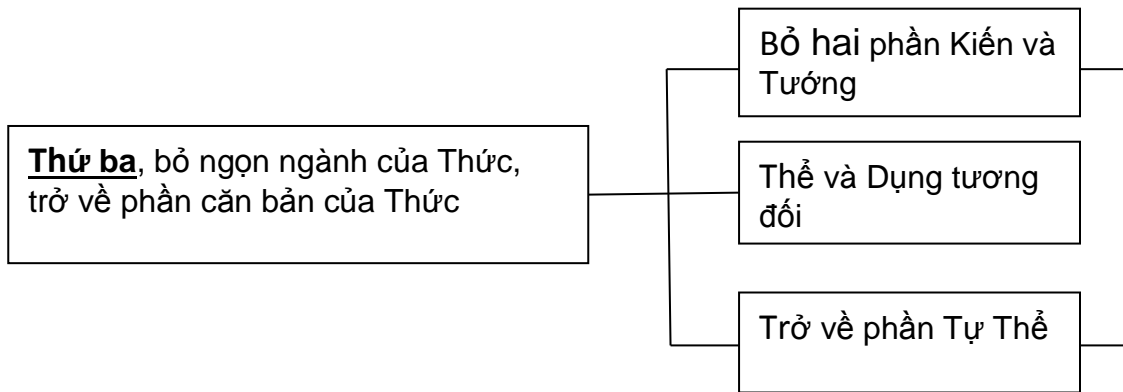 Thứ ba, bỏ ngọn ngành của Thức,
trở về phần căn bản của Thức
Bỏ hai phần Kiến và
Tướng
Thể và Dụng tương
đối
Trở về phần Tự Thể